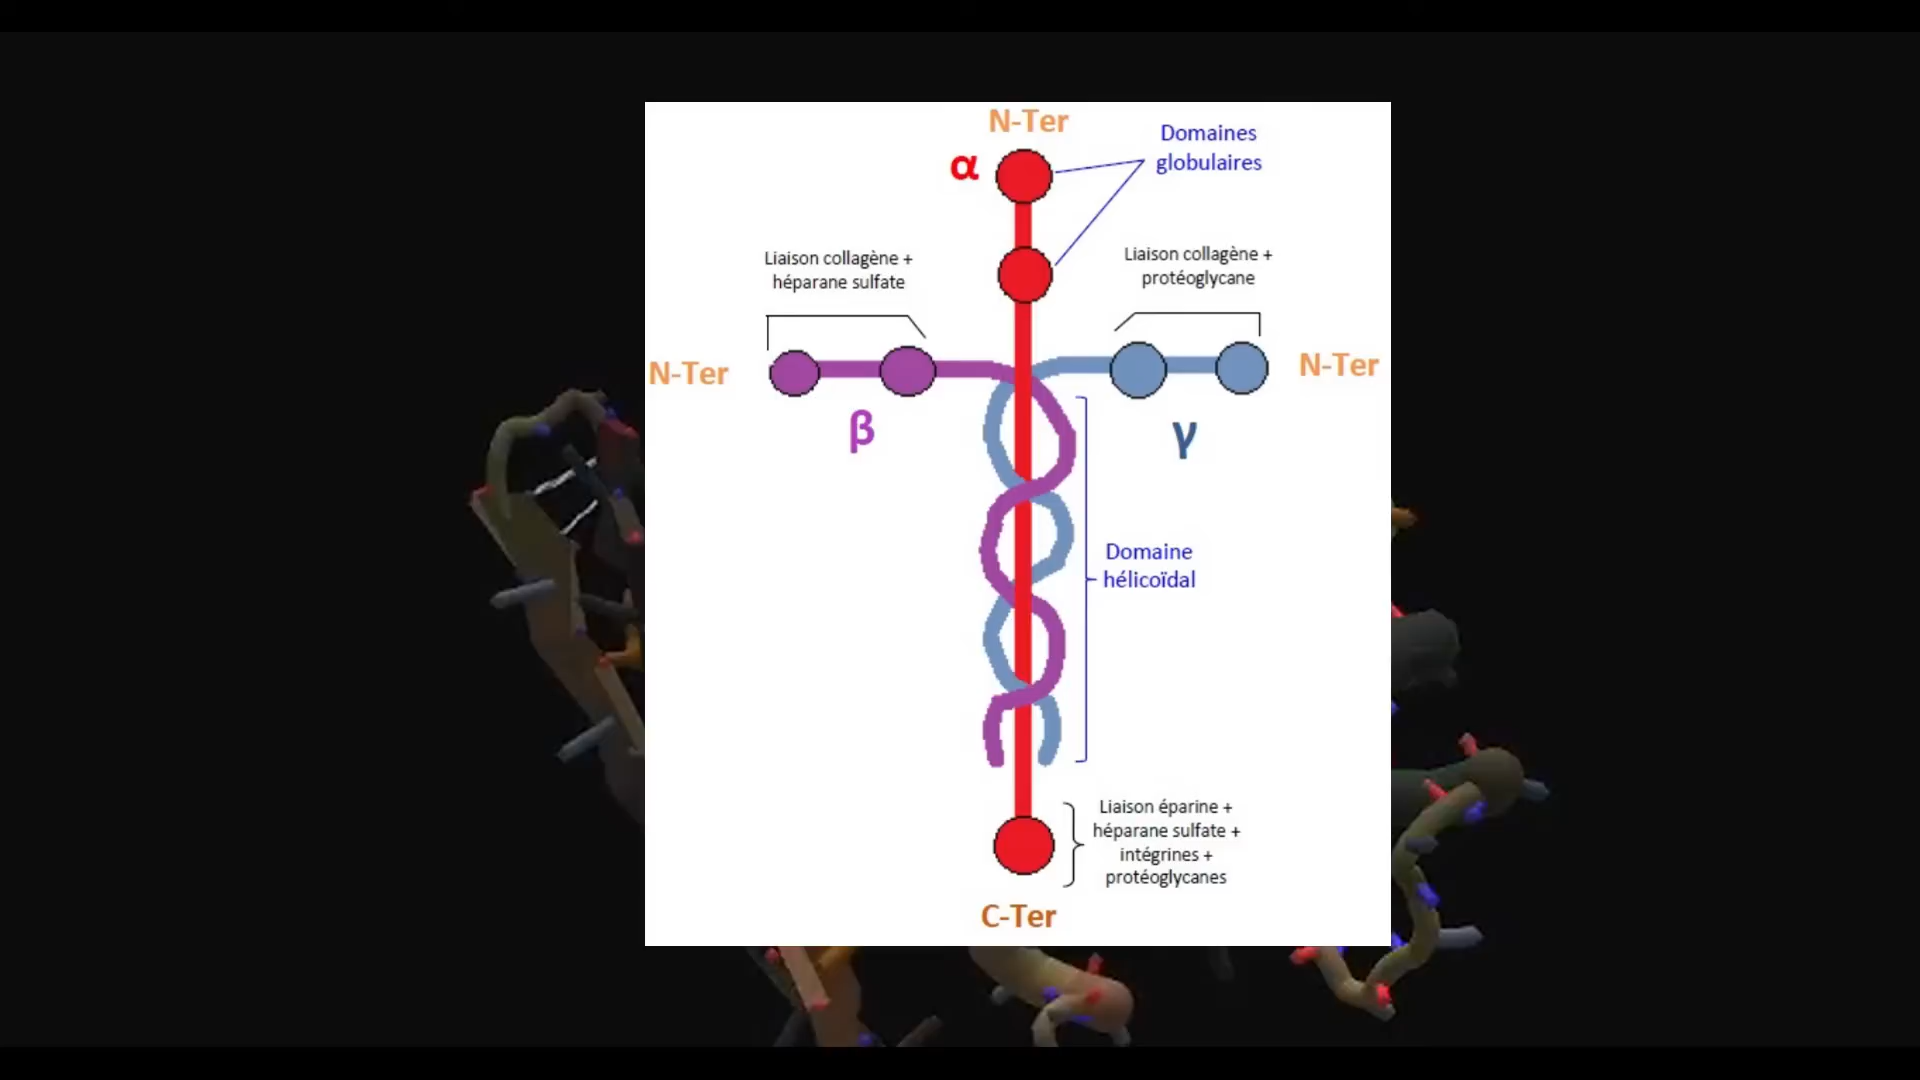 N-Ter
α
Domaines
globulaires
Liaison collagène +
héparane sulfate
Liaison collagène +
protéoglycane
N-Ter
N-Ter
β
γ
Domaine
hélicoïdal
Liaison éparine +
héparane sulfate +
intégrines +
protéoglycanes
C-Ter